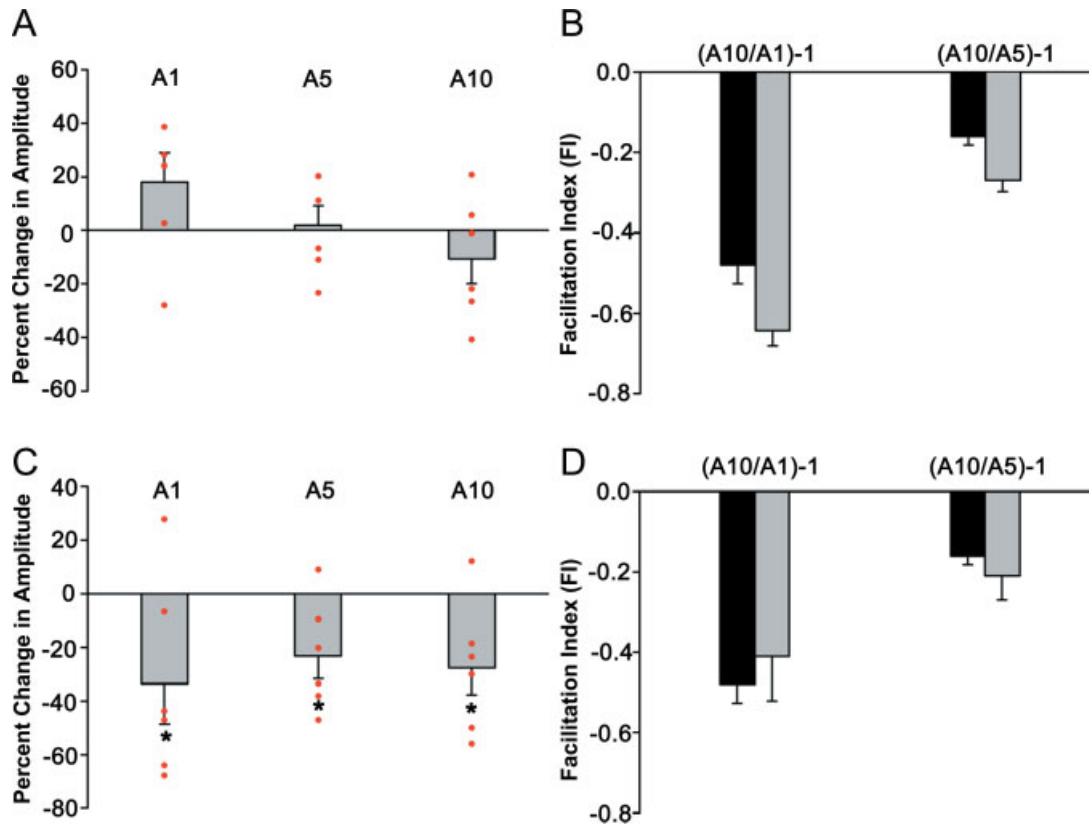 A
A1 A5 A10
60
40
20
0
-20
-40
-60
Percent Change in Amplitude
B
(A10/A1)-1 (A10/A5)-1
0.0
-0.2
-0.4
-0.6
-0.8
Facilitation Index (FI)
C
A1 A5 A10
40
20
0
-20
-40
-60
-80
Percent Change in Amplitude
* * *
D
(A10/A1)-1 (A10/A5)-1
0.0
-0.2
-0.4
-0.6
-0.8
Facilitation Index (FI)